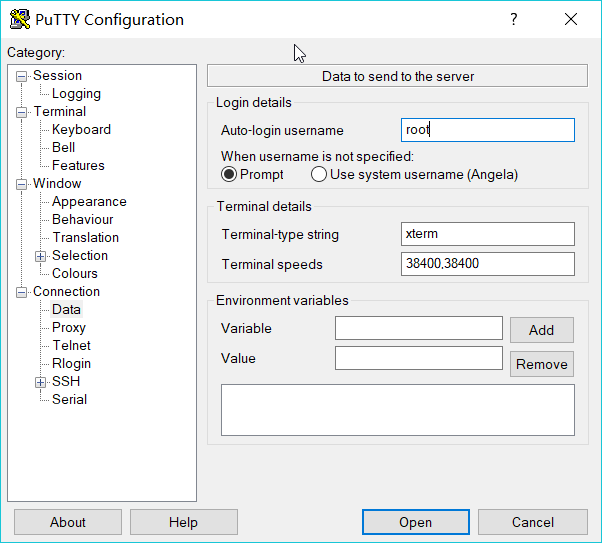 PuTTY Configuration
?
Category:
Session
Logging
Terminal
Keyboard
Bell
Features
Window
Appearance
Behaviour
Translation
Selection
Colours
Connection
Data
Proxy
Telnet
Rlogin
SSH
Serial
Data to send to the server
Login details
Auto-login username root
When username is not specified:
Prompt Use system username (Angela)
Terminal details
Terminal-type string xterm
Terminal speeds 38400,38400
Environment variables
Variable Add
Value Remove
About Help Open Cancel